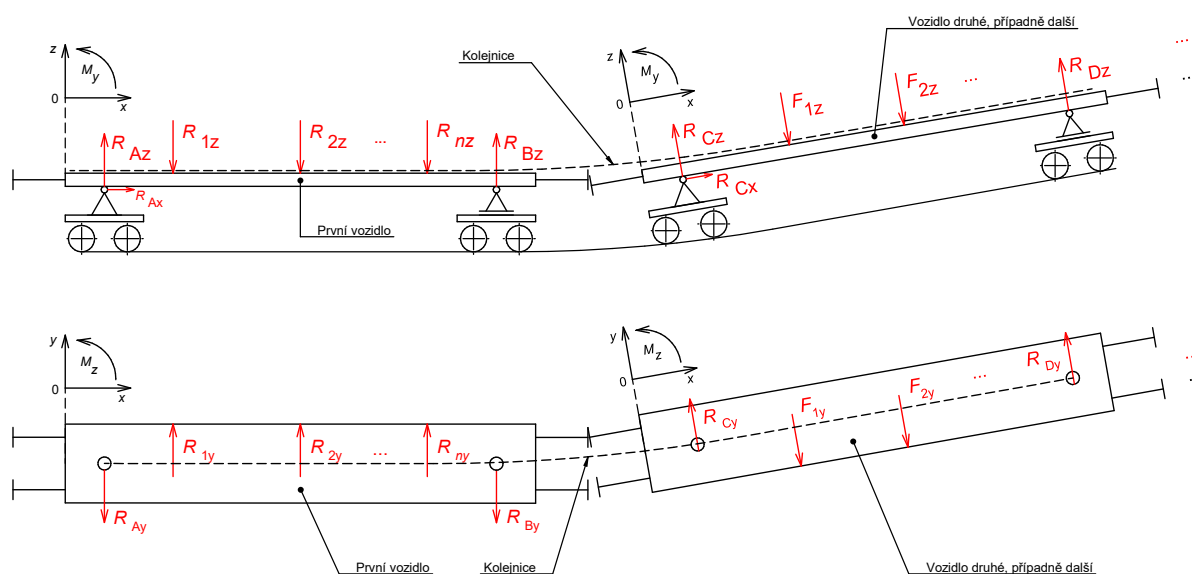 Vozidlo druhé, případně další
z
M y
0
x
Kolejnice
z
M y
0
x
F 1z
F 2z
...
R Dz
...
...
R Az
R 1z
R 2z
...
R nz
R Bz
R Cz
R Cx
R Ax
První vozidlo
y
M z
0
x
y
M z
0
x
R Dy
...
...
R 1y
R 2y
...
R ny
R Cy
F 1y
F 2y
...
R Ay
R By
První vozidlo
Kolejnice
Vozidlo druhé, případně další